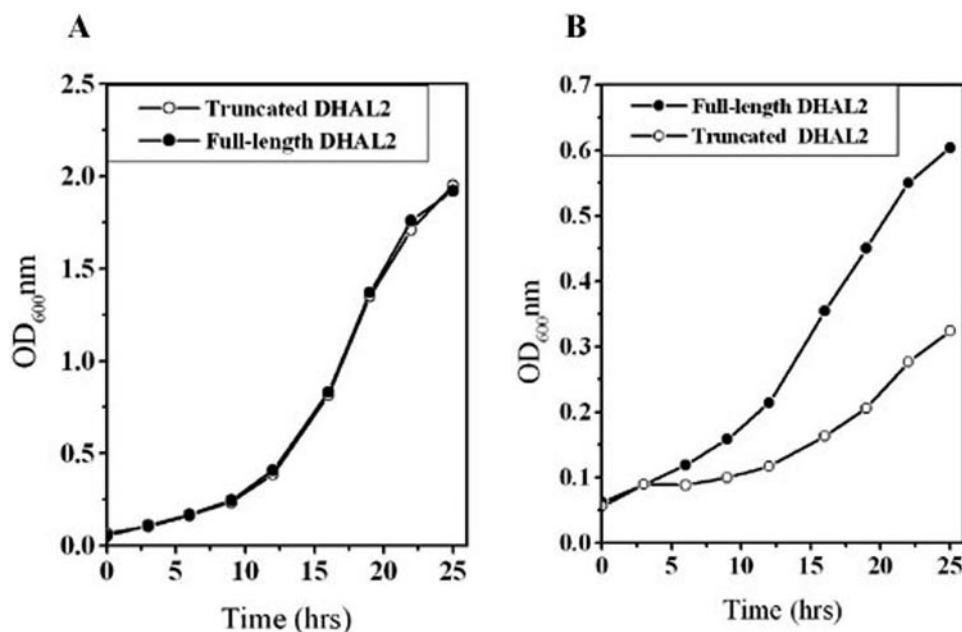 A
2.5
2.0
1.5
1.0
0.5
0.0
OD600nm
Truncated DHAL2
Full-length DHAL2
0 5 10 15 20 25
Time (hrs)
B
0.7
0.6
0.5
0.4
0.3
0.2
0.1
0.0
OD600nm
Full-length DHAL2
Truncated DHAL2
0 5 10 15 20 25
Time (hrs)